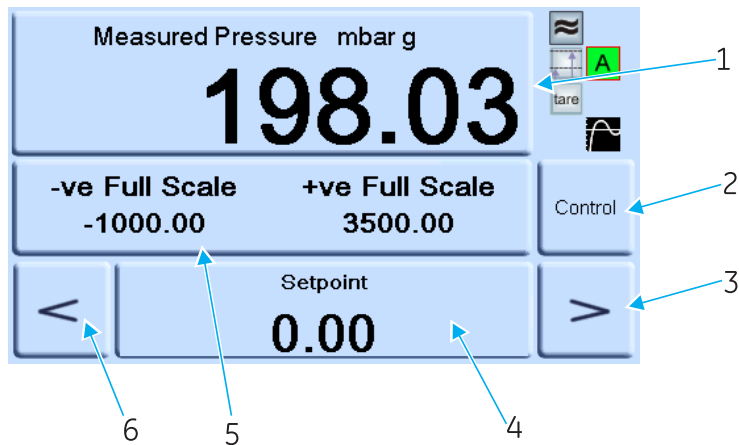 Measured Pressure mbar g
198.03
A
tare
1
-ve Full Scale +ve Full Scale
-1000.00 3500.00
Control
2
<
Setpoint
0.00
>
3
6
5
4